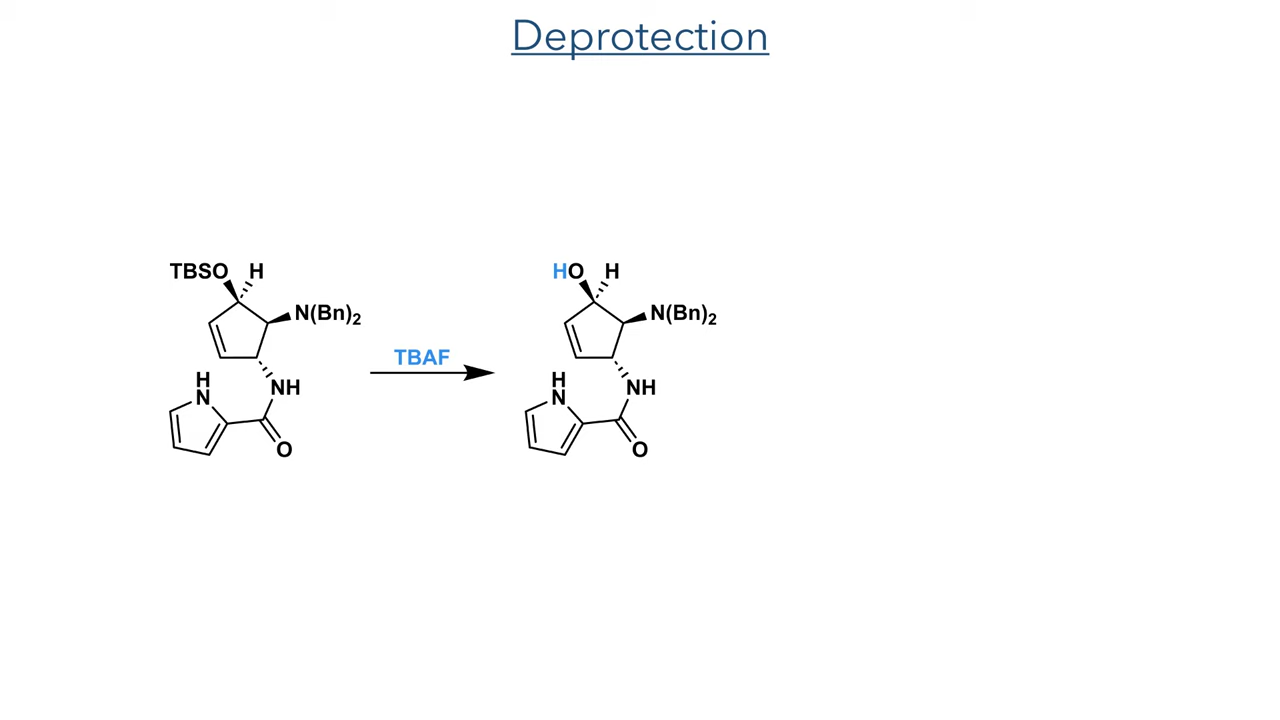 Deprotection
TBSO H
N(Bn)2
H
N
NH
O
TBAF
HO H
N(Bn)2
H
N
NH
O